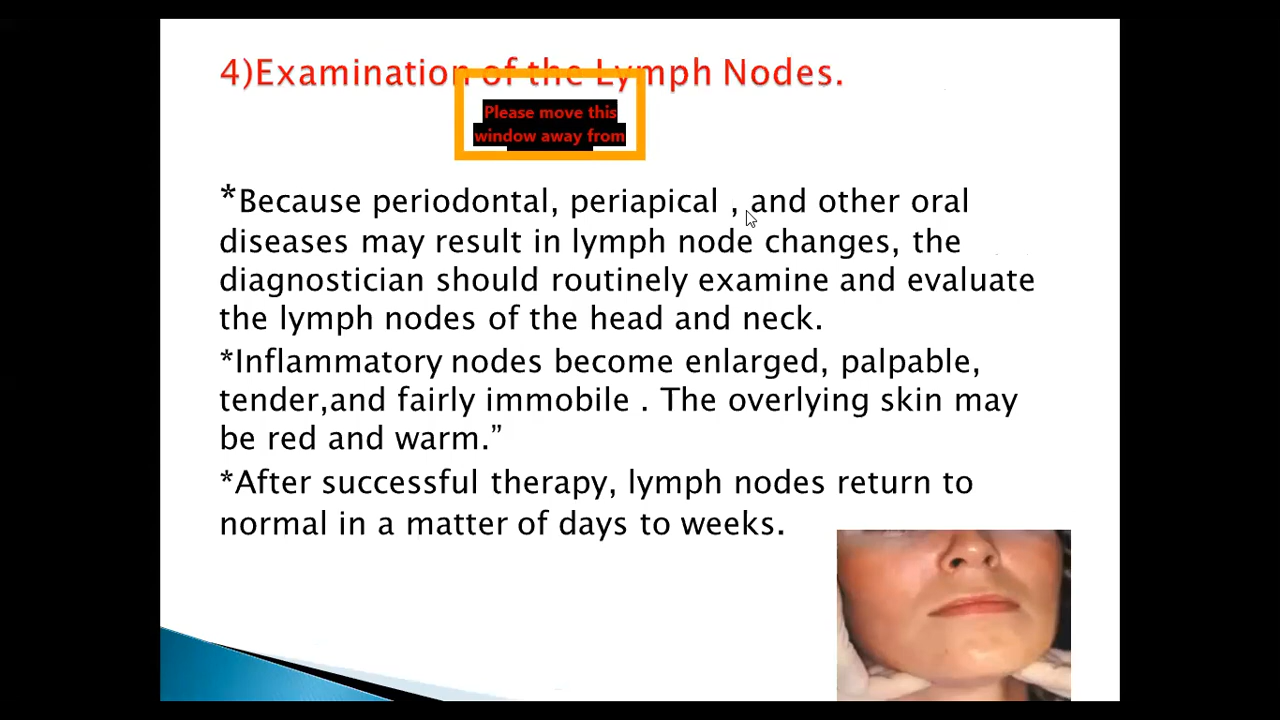 4)Examination of the Lymph Nodes.
Please move this
window away from
*Because periodontal, periapical , and other oral
diseases may result in lymph node changes, the
diagnostician should routinely examine and evaluate
the lymph nodes of the head and neck.
*Inflammatory nodes become enlarged, palpable,
tender,and fairly immobile . The overlying skin may
be red and warm.”
*After successful therapy, lymph nodes return to
normal in a matter of days to weeks.